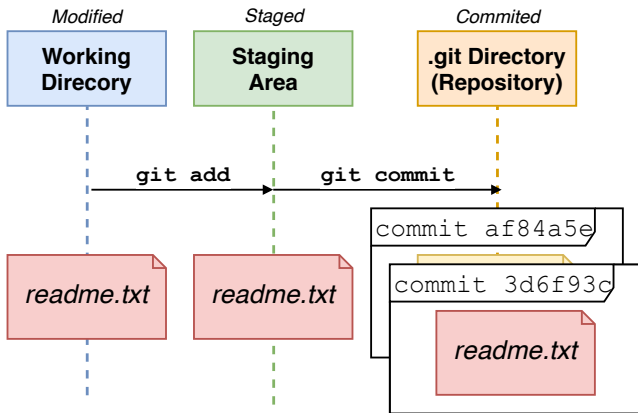 Modified
Staged
Commited
Working
Direcory
Staging
Area
.git Directory
(Repository)
git add
git commit
commit af84a5e
commit 3d6f93c
readme.txt
readme.txt
readme.txt